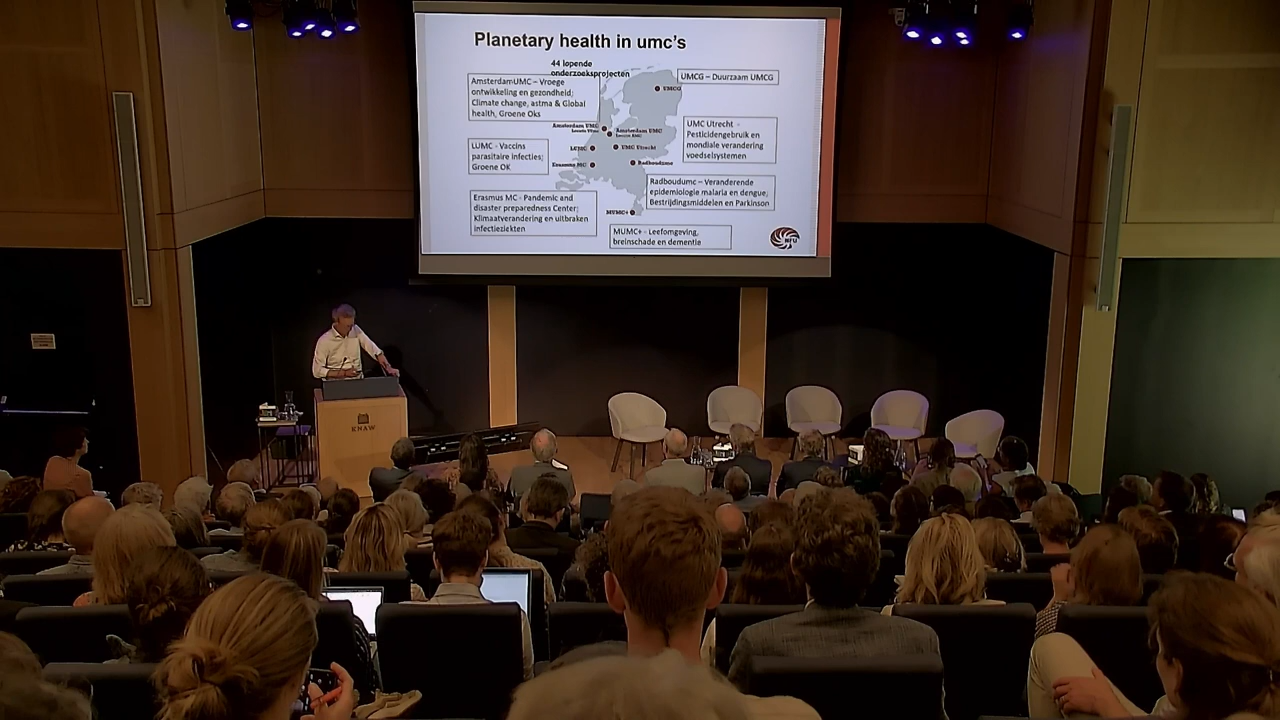 Planetary health in umc's
44 lopende
onderzoeksprojecten
AmsterdamUMC – Vroege
ontwikkeling en gezondheid;
Climate change, astma & Global
health, Groene Oks
UMCG – Duurzaam UMCG
UMCG
Amsterdam UMC
Amsterdam UMC
UMC Utrecht -
Pesticidengebruik en
mondiale verandering
voedselsystemen
LUMC - Vaccins
parasitaire infecties;
Groene OK
LUMC
UMC Utrecht
Erasmus MC
Radboudumc
Radboudumc – Veranderende
epidemiologie malaria en dengue;
Bestrijdingsmiddelen en Parkinson
Erasmus MC - Pandemic and
disaster preparedness Center;
Klimaatverandering en uitbraken
infectieziekten
MUMC+
MUMC+ - Leefomgeving,
breinschade en dementie
NFU
KNAW